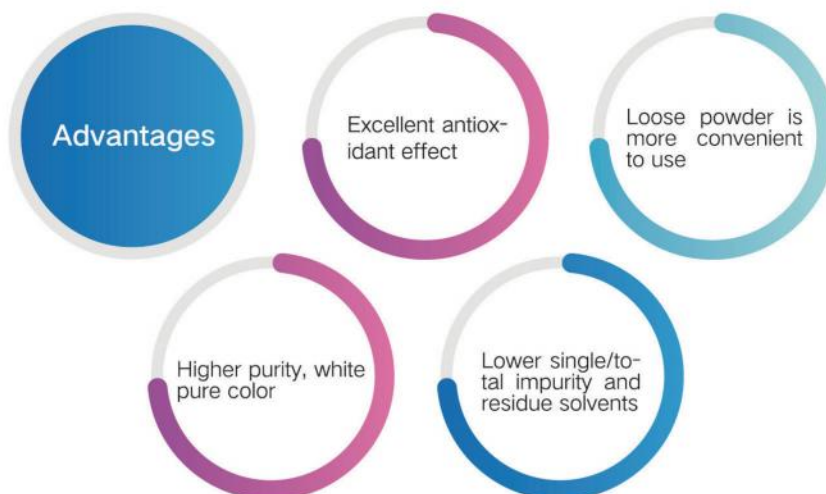 Advantages
Excellent antiox-
idant effect
Loose powder is
more convenient
to use
Higher purity, white
pure color
Lower single/to-
tal impurity and
residue solvents